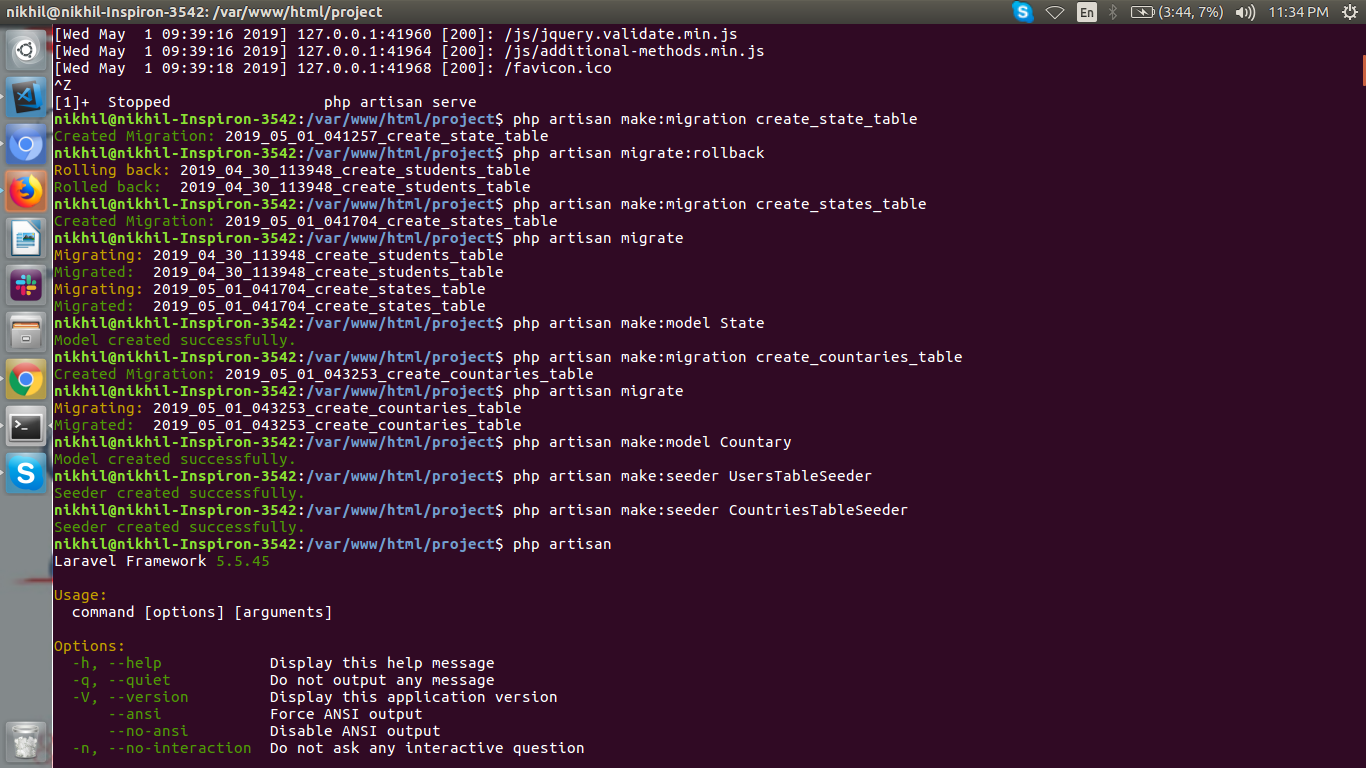 nikhil@nikhil-Inspiron-3542: /var/www/html/project
En (3:44, 7%) 11:34 PM
[Wed May  1 09:39:16 2019] 127.0.0.1:41960 [200]: /js/jquery.validate.min.js
[Wed May  1 09:39:16 2019] 127.0.0.1:41964 [200]: /js/additional-methods.min.js
[Wed May  1 09:39:18 2019] 127.0.0.1:41968 [200]: /favicon.ico
^Z
[1]+  Stopped                 php artisan serve
nikhil@nikhil-Inspiron-3542:/var/www/html/project$ php artisan make:migration create_state_table
Created Migration: 2019_05_01_041257_create_state_table
nikhil@nikhil-Inspiron-3542:/var/www/html/project$ php artisan migrate:rollback
Rolling back: 2019_04_30_113948_create_students_table
Rolled back:  2019_04_30_113948_create_students_table
nikhil@nikhil-Inspiron-3542:/var/www/html/project$ php artisan make:migration create_states_table
Created Migration: 2019_05_01_041704_create_states_table
nikhil@nikhil-Inspiron-3542:/var/www/html/project$ php artisan migrate
Migrating: 2019_04_30_113948_create_students_table
Migrated:  2019_04_30_113948_create_students_table
Migrating: 2019_05_01_041704_create_states_table
Migrated:  2019_05_01_041704_create_states_table
nikhil@nikhil-Inspiron-3542:/var/www/html/project$ php artisan make:model State
Model created successfully.
nikhil@nikhil-Inspiron-3542:/var/www/html/project$ php artisan make:migration create_countaries_table
Created Migration: 2019_05_01_043253_create_countaries_table
nikhil@nikhil-Inspiron-3542:/var/www/html/project$ php artisan migrate
Migrating: 2019_05_01_043253_create_countaries_table
Migrated:  2019_05_01_043253_create_countaries_table
nikhil@nikhil-Inspiron-3542:/var/www/html/project$ php artisan make:model Countary
Model created successfully.
nikhil@nikhil-Inspiron-3542:/var/www/html/project$ php artisan make:seeder UsersTableSeeder
Seeder created successfully.
nikhil@nikhil-Inspiron-3542:/var/www/html/project$ php artisan make:seeder CountriesTableSeeder
Seeder created successfully.
nikhil@nikhil-Inspiron-3542:/var/www/html/project$ php artisan
Laravel Framework 5.5.45
Usage:
  command [options] [arguments]
Options:
  -h, --help            Display this help message
  -q, --quiet           Do not output any message
  -V, --version         Display this application version
      --ansi            Force ANSI output
      --no-ansi         Disable ANSI output
  -n, --no-interaction  Do not ask any interactive question